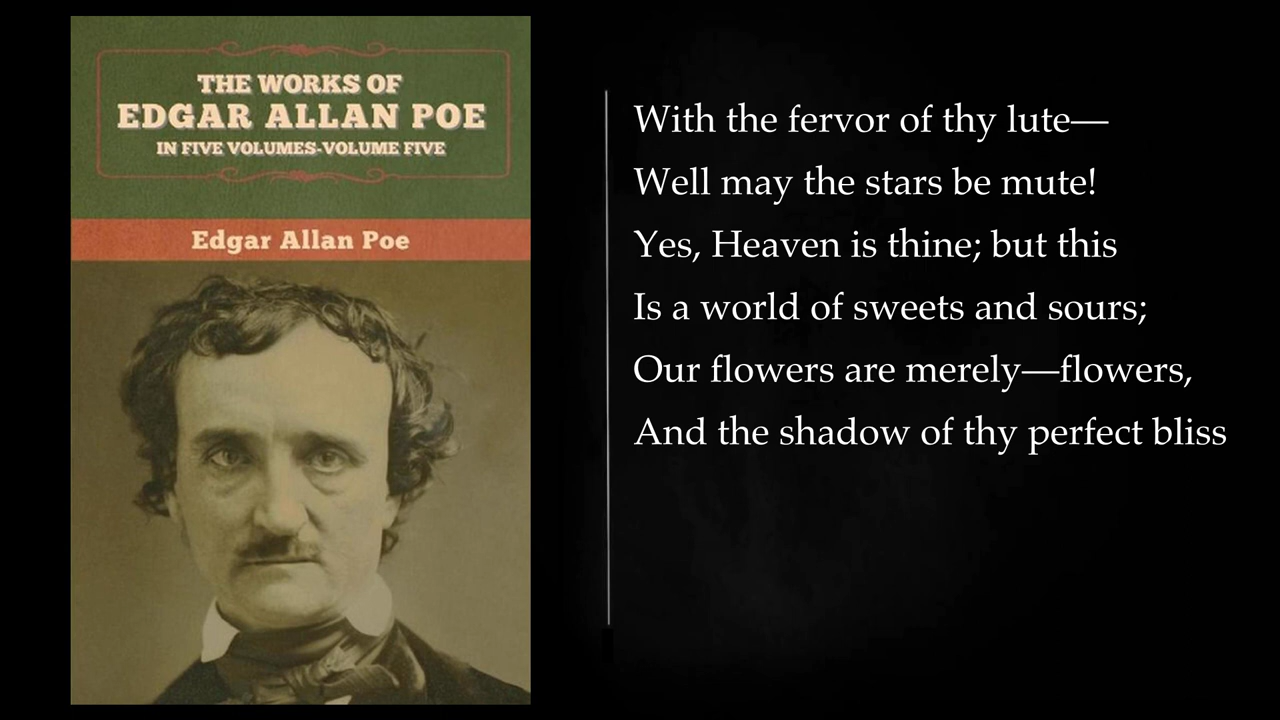 THE WORKS OF
EDGAR ALLAN POE
IN FIVE VOLUMES-VOLUME FIVE
Edgar Allan Poe
With the fervor of thy lute—
Well may the stars be mute!
Yes, Heaven is thine; but this
Is a world of sweets and sours;
Our flowers are merely—flowers,
And the shadow of thy perfect bliss